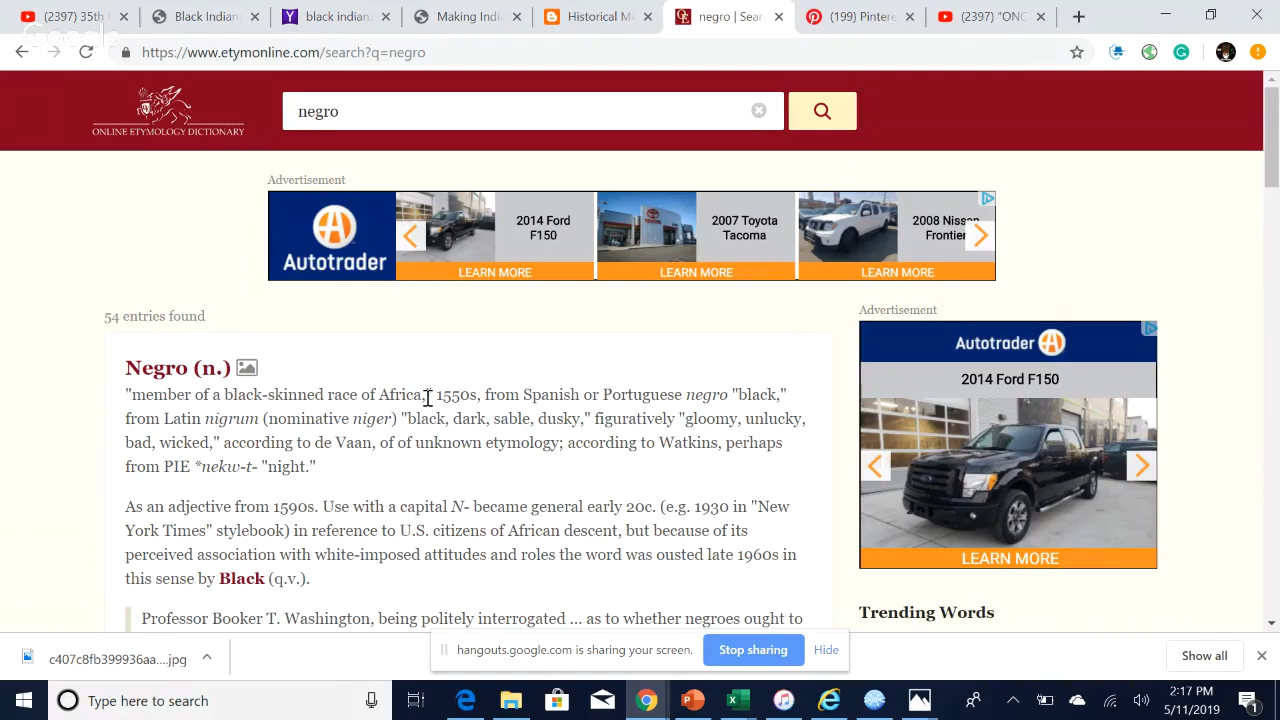 (2397) "ON
Black Indian
black indians
Making Indi
Historical M
negro | Sear
(199) Pintere
(2397) "ONC
https://www.etymonline.com/search?q=negro
ONLINE ETYMOLOGY DICTIONARY
negro
Advertisement
Autotrader
2014 Ford
F150
LEARN MORE
2007 Toyota
Tacoma
LEARN MORE
2008 Nissan
Frontier
LEARN MORE
54 entries found
Negro (n.)
"member of a black-skinned race of Africa," 1550s, from Spanish or Portuguese negro "black,"
from Latin nigrum (nominative niger) "black, dark, sable, dusky," figuratively "gloomy, unlucky,
bad, wicked," according to de Vaan, of of unknown etymology; according to Watkins, perhaps
from PIE *nekw-t- "night."
As an adjective from 1590s. Use with a capital N- became general early 20c. (e.g. 1930 in "New
York Times" stylebook) in reference to U.S. citizens of African descent, but because of its
perceived association with white-imposed attitudes and roles the word was ousted late 1960s in
this sense by Black (q.v.).
Professor Booker T. Washington, being politely interrogated ... as to whether negroes ought to
Advertisement
Autotrader
2014 Ford F150
LEARN MORE
Trending Words
hangouts.google.com is sharing your screen.
Stop sharing
Hide
c407c8fb399936aa....jpg
Show all
Type here to search
2:17 PM
5/11/2019
1